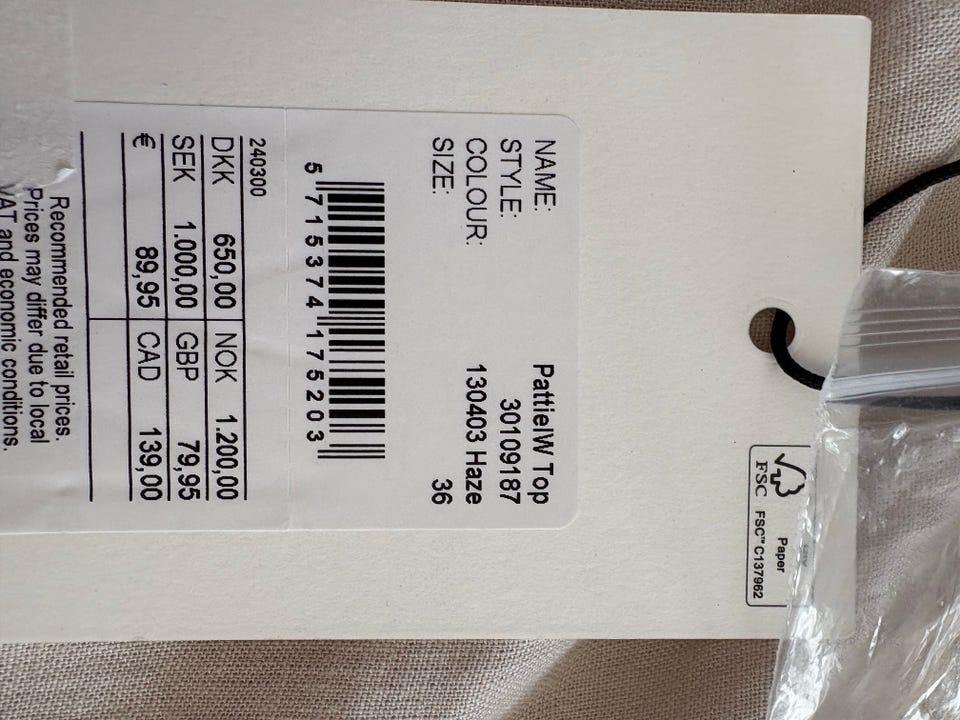 FSC
Paper
FSC™ C137962
NAME: PattieIW Top
STYLE: 30109187
COLOUR: 130403 Haze
SIZE: 36
5 715374 175203
240300
DKK 650,00 NOK 1.200,00
SEK 1.000,00 GBP 79,95
€ 89,95 CAD 139,00
Recommended retail prices.
Prices may differ due to local
VAT and economic conditions.